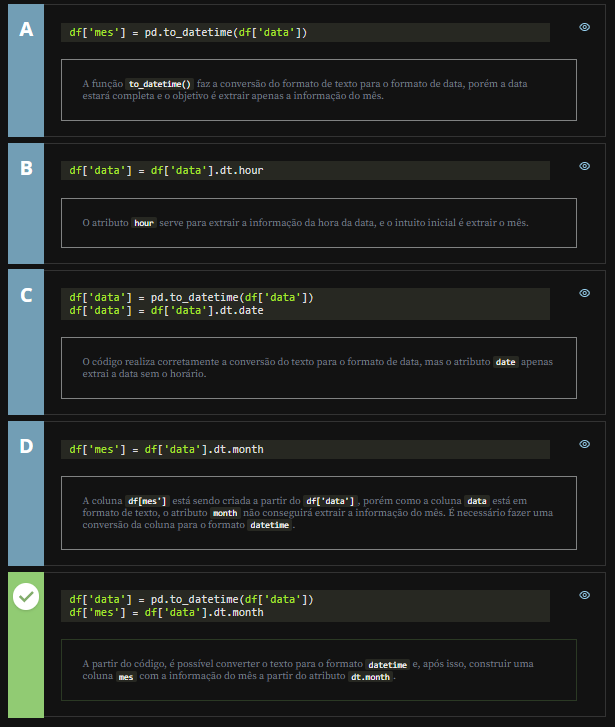 A
df['mes'] = pd.to_datetime(df['data'])
A função to_datetime() faz a conversão do formato de texto para o formato de data, porém a data
estará completa e o objetivo é extrair apenas a informação do mês.
B
df['data'] = df['data'].dt.hour
O atributo hour serve para extrair a informação da hora da data, e o intuito inicial é extrair o mês.
C
df['data'] = pd.to_datetime(df['data'])
df['data'] = df['data'].dt.date
O código realiza corretamente a conversão do texto para o formato de data, mas o atributo date apenas
extrai a data sem o horário.
D
df['mes'] = df['data'].dt.month
A coluna df[mes'] está sendo criada a partir do df['data'], porém como a coluna data está em
formato de texto, o atributo month não conseguirá extrair a informação do mês. É necessário fazer uma
conversão da coluna para o formato datetime.
df['data'] = pd.to_datetime(df['data'])
df['mes'] = df['data'].dt.month
A partir do código, é possível converter o texto para o formato datetime e, após isso, construir uma
coluna mes com a informação do mês a partir do atributo dt.month.